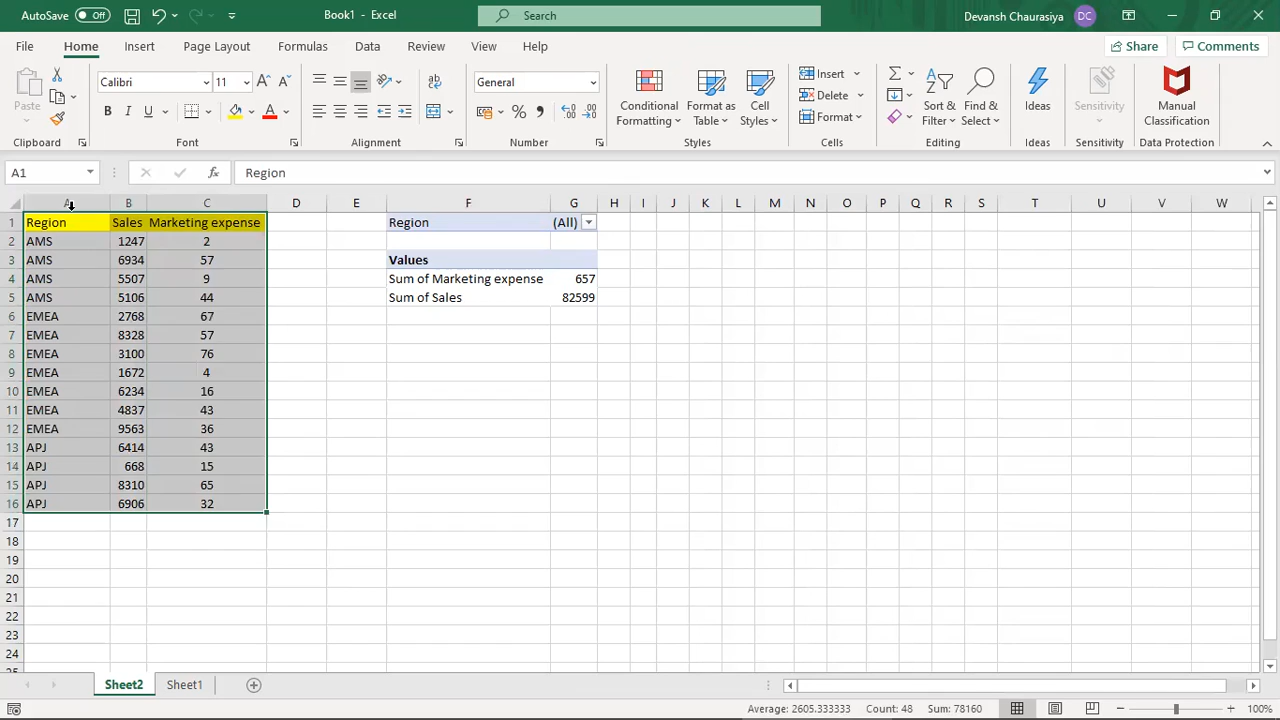 AutoSave Off Book1 - Excel Search Devansh Chaurasiya DC
File Home Insert Page Layout Formulas Data Review View Help Share Comments
Paste Calibri 11 General Conditional Formatting Format as Table Cell Styles Insert Delete Format Sort & Filter Find & Select Ideas Sensitivity Manual Classification
Clipboard Font Alignment Number Styles Cells Editing Ideas Sensitivity Data Protection
A1 fx Region
A B C D E F G H I J K L M N O P Q R S T U V W
1 Region Sales Marketing expense Region (All)
2 AMS 1247 2
3 AMS 6934 57 Values
4 AMS 5507 9 Sum of Marketing expense 657
5 AMS 5106 44 Sum of Sales 82599
6 EMEA 2768 67
7 EMEA 8328 57
8 EMEA 3100 76
9 EMEA 1672 4
10 EMEA 6234 16
11 EMEA 4837 43
12 EMEA 9563 36
13 APJ 6414 43
14 APJ 668 15
15 APJ 8310 65
16 APJ 6906 32
17
18
19
20
21
22
23
24
25
Sheet2 Sheet1
Average: 2605.333333 Count: 48 Sum: 78160 100%